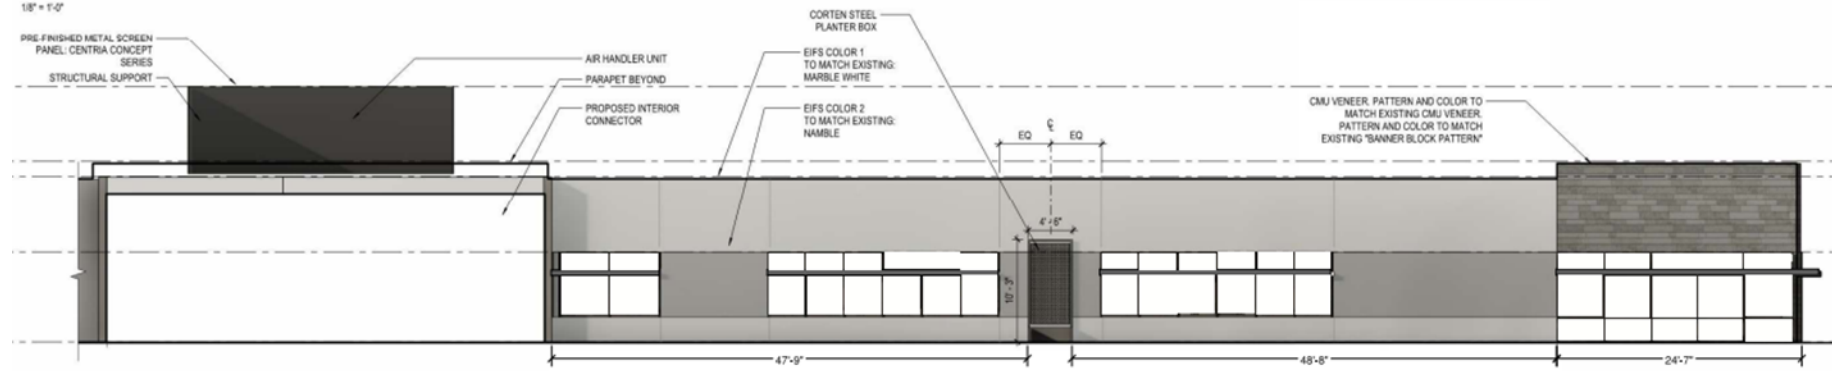 1/8" = 1'-0"
PRE-FINISHED METAL SCREEN
PANEL: CENTRIA CONCEPT
SERIES
STRUCTURAL SUPPORT
AIR HANDLER UNIT
PARAPET BEYOND
PROPOSED INTERIOR
CONNECTOR
EIFS COLOR 1
TO MATCH EXISTING:
MARBLE WHITE
EIFS COLOR 2
TO MATCH EXISTING:
NAMBLE
CORTEN STEEL
PLANTER BOX
EQ
EQ
4' - 6"
10' - 3"
CMU VENEER. PATTERN AND COLOR TO
MATCH EXISTING CMU VENEER.
PATTERN AND COLOR TO MATCH
EXISTING "BANNER BLOCK PATTERN"
47'-9"
48'-8"
24'-7"